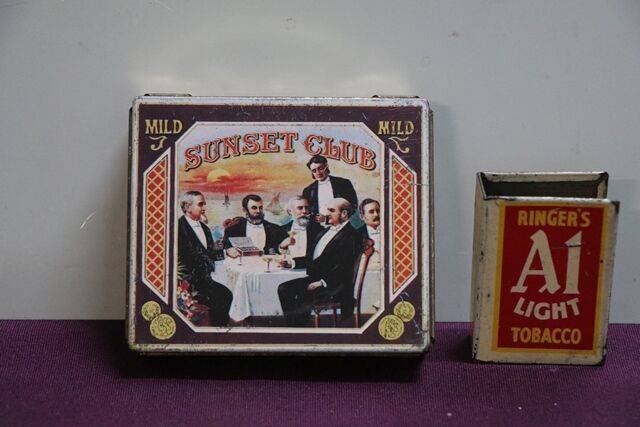 MILD MILD
SUNSET CLUB
RINGER'S
A1
LIGHT
TOBACCO